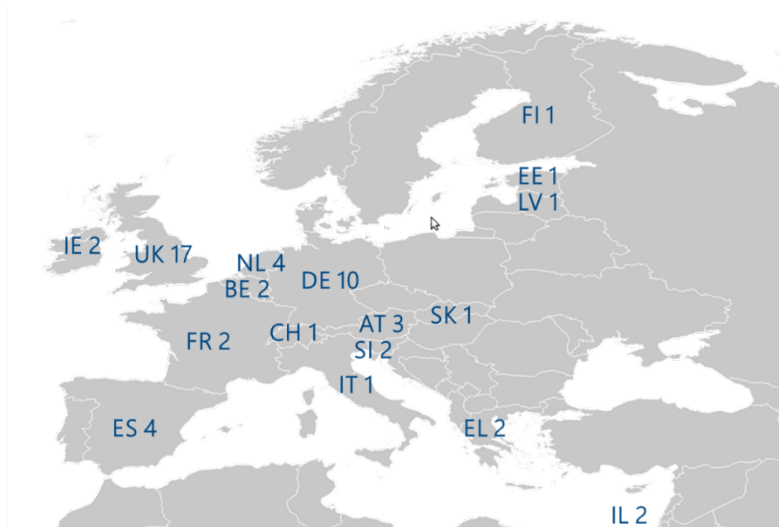 FI 1
EE 1
LV 1
IE 2
UK 17
NL 4
DE 10
BE 2
SK 1
AT 3
CH 1
FR 2
SI 2
IT 1
ES 4
EL 2
IL 2